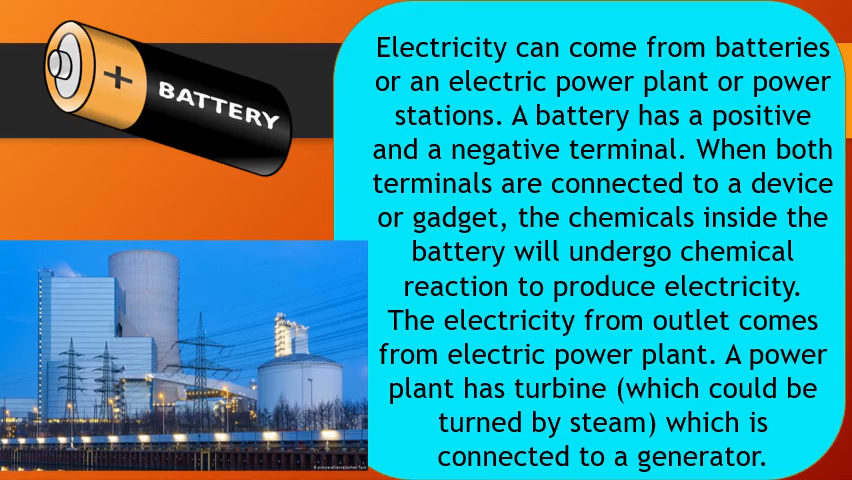 +
BATTERY
Electricity can come from batteries
or an electric power plant or power
stations. A battery has a positive
and a negative terminal. When both
terminals are connected to a device
or gadget, the chemicals inside the
battery will undergo chemical
reaction to produce electricity.
The electricity from outlet comes
from electric power plant. A power
plant has turbine (which could be
turned by steam) which is
connected to a generator.